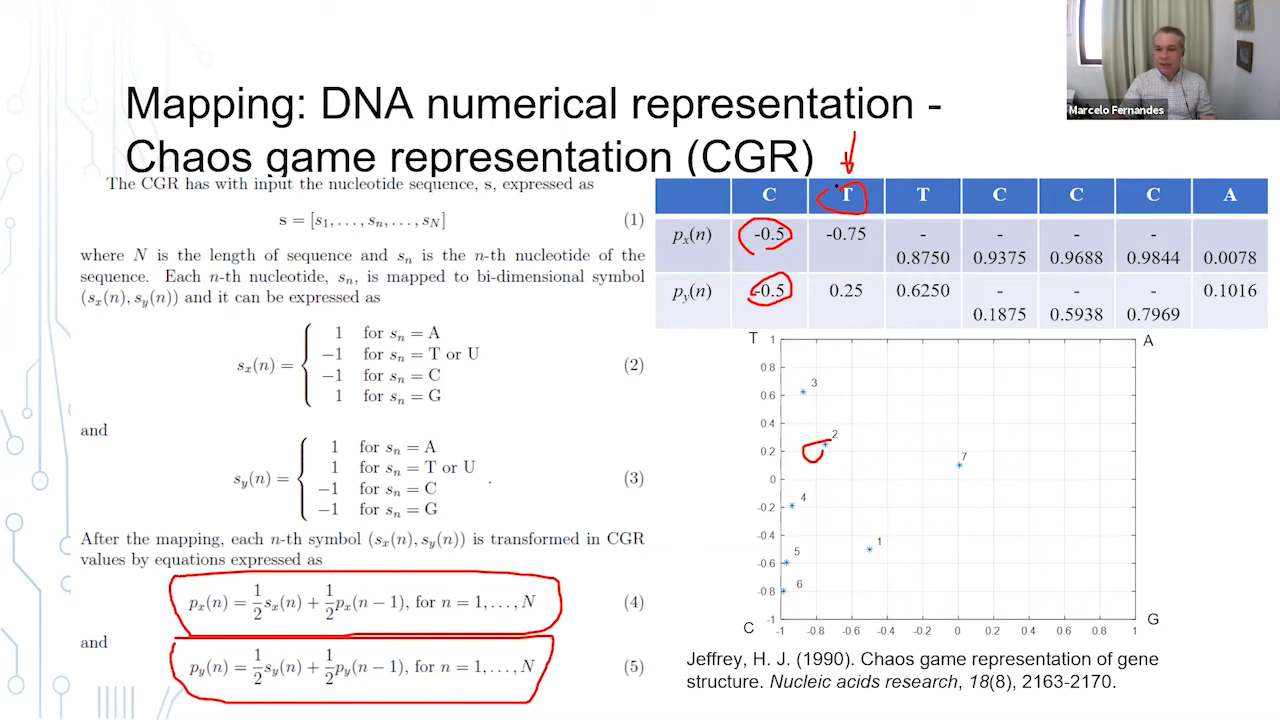 Marcelo Fernandes
Mapping: DNA numerical representation -
Chaos game representation (CGR)
The CGR has with input the nucleotide sequence, s, expressed as
s = [s₁, . . . , sₙ, . . . , s_N] (1)
where N is the length of sequence and sₙ is the n-th nucleotide of the
sequence. Each n-th nucleotide, sₙ, is mapped to bi-dimensional symbol
(sₓ(n), s_y(n)) and it can be expressed as
sₓ(n) = { (2)
1 for sₙ = A
−1 for sₙ = T or U
−1 for sₙ = C
1 for sₙ = G
and
s_y(n) = { . (3)
1 for sₙ = A
1 for sₙ = T or U
−1 for sₙ = C
−1 for sₙ = G
After the mapping, each n-th symbol (sₓ(n), s_y(n)) is transformed in CGR
values by equations expressed as
pₓ(n) = 1/2 sₓ(n) + 1/2 pₓ(n − 1), for n = 1, . . . , N (4)
and
p_y(n) = 1/2 s_y(n) + 1/2 p_y(n − 1), for n = 1, . . . , N (5)
C T T C C C A
pₓ(n) -0.5 -0.75 -0.8750 -0.9375 -0.9688 -0.9844 0.0078
p_y(n) -0.5 0.25 0.6250 -0.1875 -0.5938 -0.7969 0.1016
T 1 A
0.8
3
0.6
0.4
2
0.2
7
0
4
-0.2
-0.4
1
5
-0.6
6
-0.8
-1
C G
-1 -0.8 -0.6 -0.4 -0.2 0 0.2 0.4 0.6 0.8 1
Jeffrey, H. J. (1990). Chaos game representation of gene
structure. Nucleic acids research, 18(8), 2163-2170.